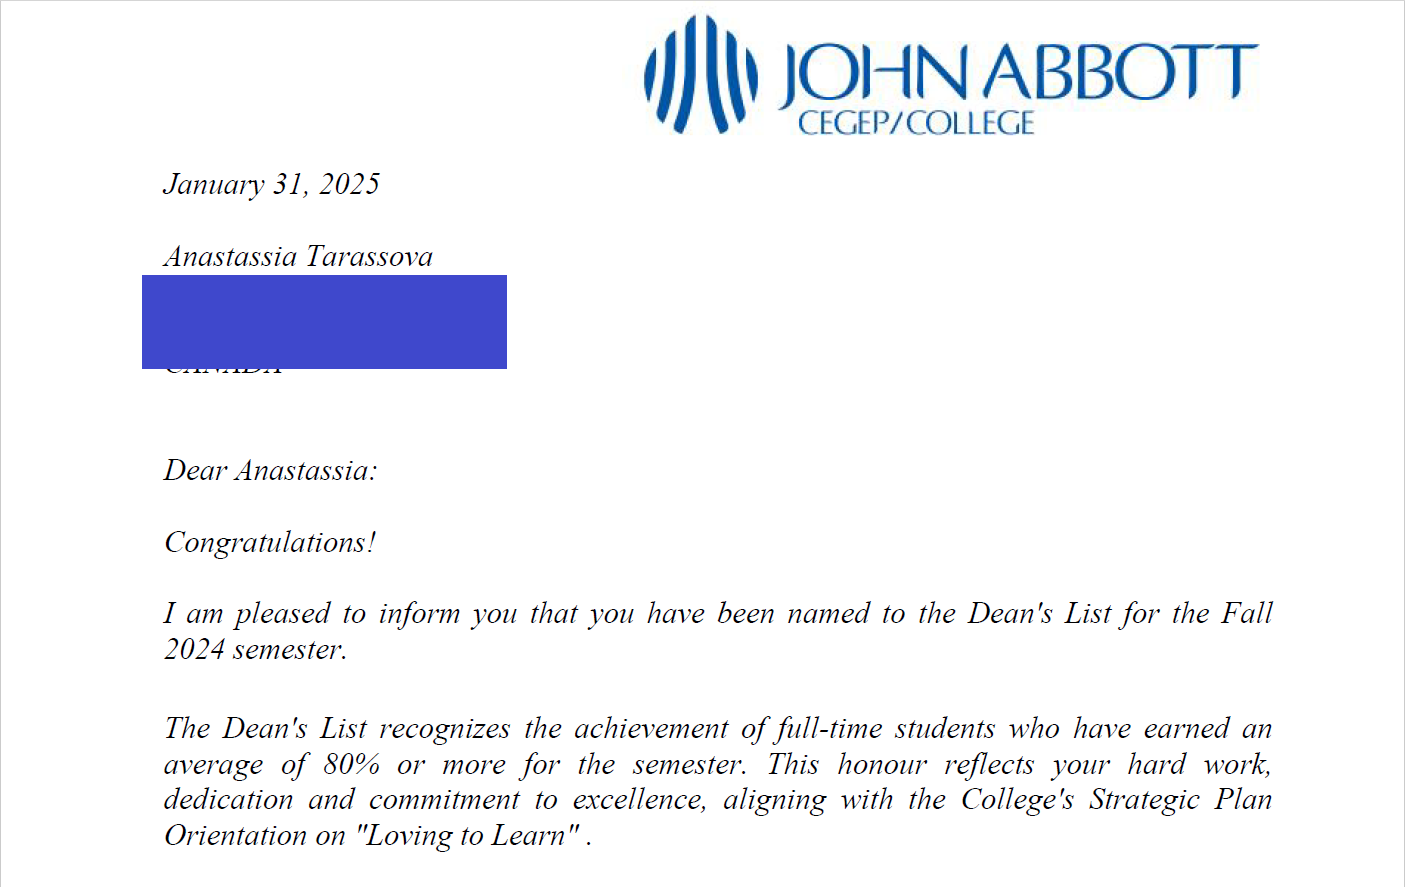 JOHN ABBOTT
CEGEP/COLLEGE
January 31, 2025
Anastassia Tarassova
CANADA
Dear Anastassia:
Congratulations!
I am pleased to inform you that you have been named to the Dean's List for the Fall
2024 semester.
The Dean's List recognizes the achievement of full-time students who have earned an
average of 80% or more for the semester. This honour reflects your hard work,
dedication and commitment to excellence, aligning with the College's Strategic Plan
Orientation on "Loving to Learn" .